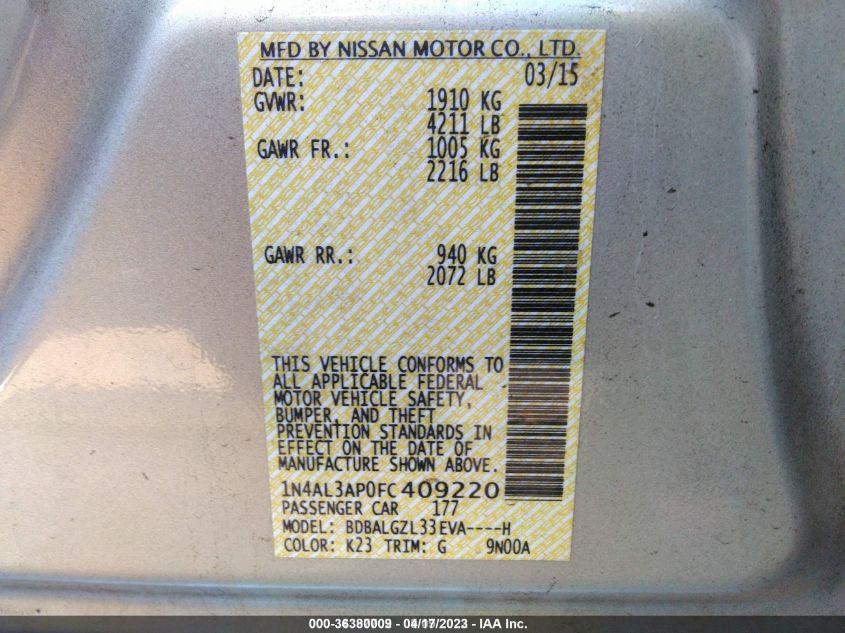 MFD BY NISSAN MOTOR CO., LTD.
DATE: 03/15
GVWR: 1910 KG
4211 LB
GAWR FR.: 1005 KG
2216 LB
GAWR RR.: 940 KG
2072 LB
THIS VEHICLE CONFORMS TO
ALL APPLICABLE FEDERAL
MOTOR VEHICLE SAFETY,
BUMPER, AND THEFT
PREVENTION STANDARDS IN
EFFECT ON THE DATE OF
MANUFACTURE SHOWN ABOVE.
1N4AL3AP0FC409220
PASSENGER CAR 177
MODEL: BDBALGZL33EVA----H
COLOR: K23 TRIM: G 9N00A
000-36380009 - 04/17/2023 - IAA Inc.